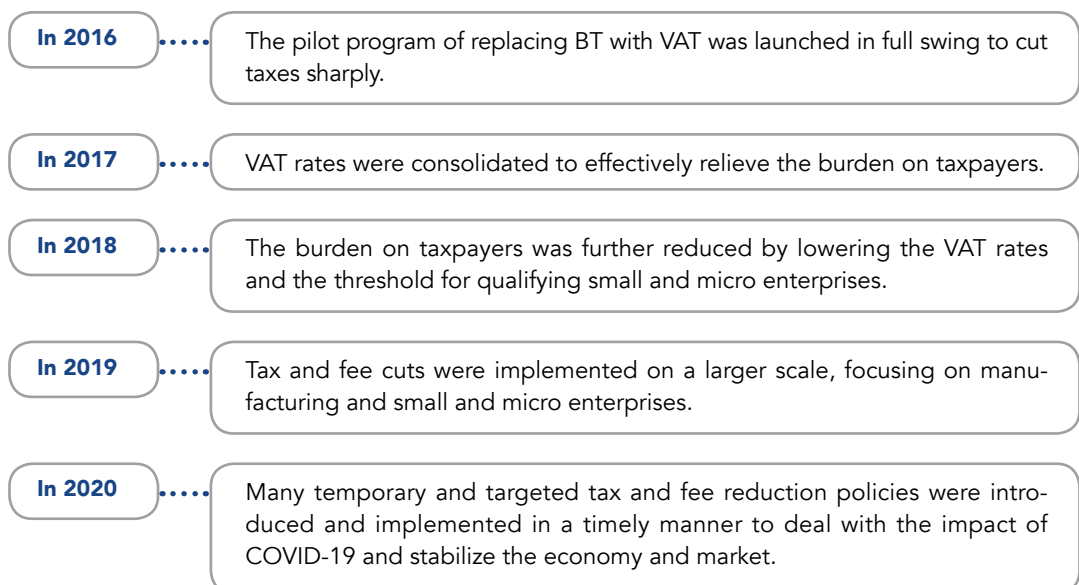 In 2016
The pilot program of replacing BT with VAT was launched in full swing to cut
taxes sharply.
In 2017
VAT rates were consolidated to effectively relieve the burden on taxpayers.
In 2018
The burden on taxpayers was further reduced by lowering the VAT rates
and the threshold for qualifying small and micro enterprises.
In 2019
Tax and fee cuts were implemented on a larger scale, focusing on manu-
facturing and small and micro enterprises.
In 2020
Many temporary and targeted tax and fee reduction policies were intro-
duced and implemented in a timely manner to deal with the impact of
COVID-19 and stabilize the economy and market.